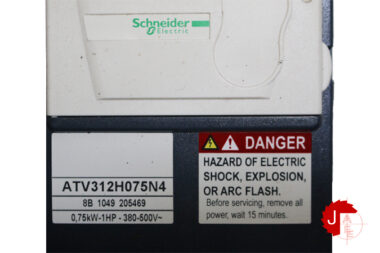 Schneider
Electric
ATV312H075N4
8B 1049 205469
0,75kW-1HP - 380-500V~
DANGER
HAZARD OF ELECTRIC
SHOCK, EXPLOSION,
OR ARC FLASH.
Before servicing, remove all
power, wait 15 minutes.